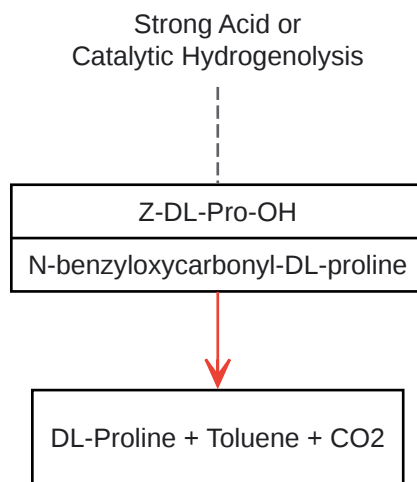 Strong Acid or
Catalytic Hydrogenolysis
Z-DL-Pro-OH
N-benzyloxycarbonyl-DL-proline
DL-Proline + Toluene + CO2